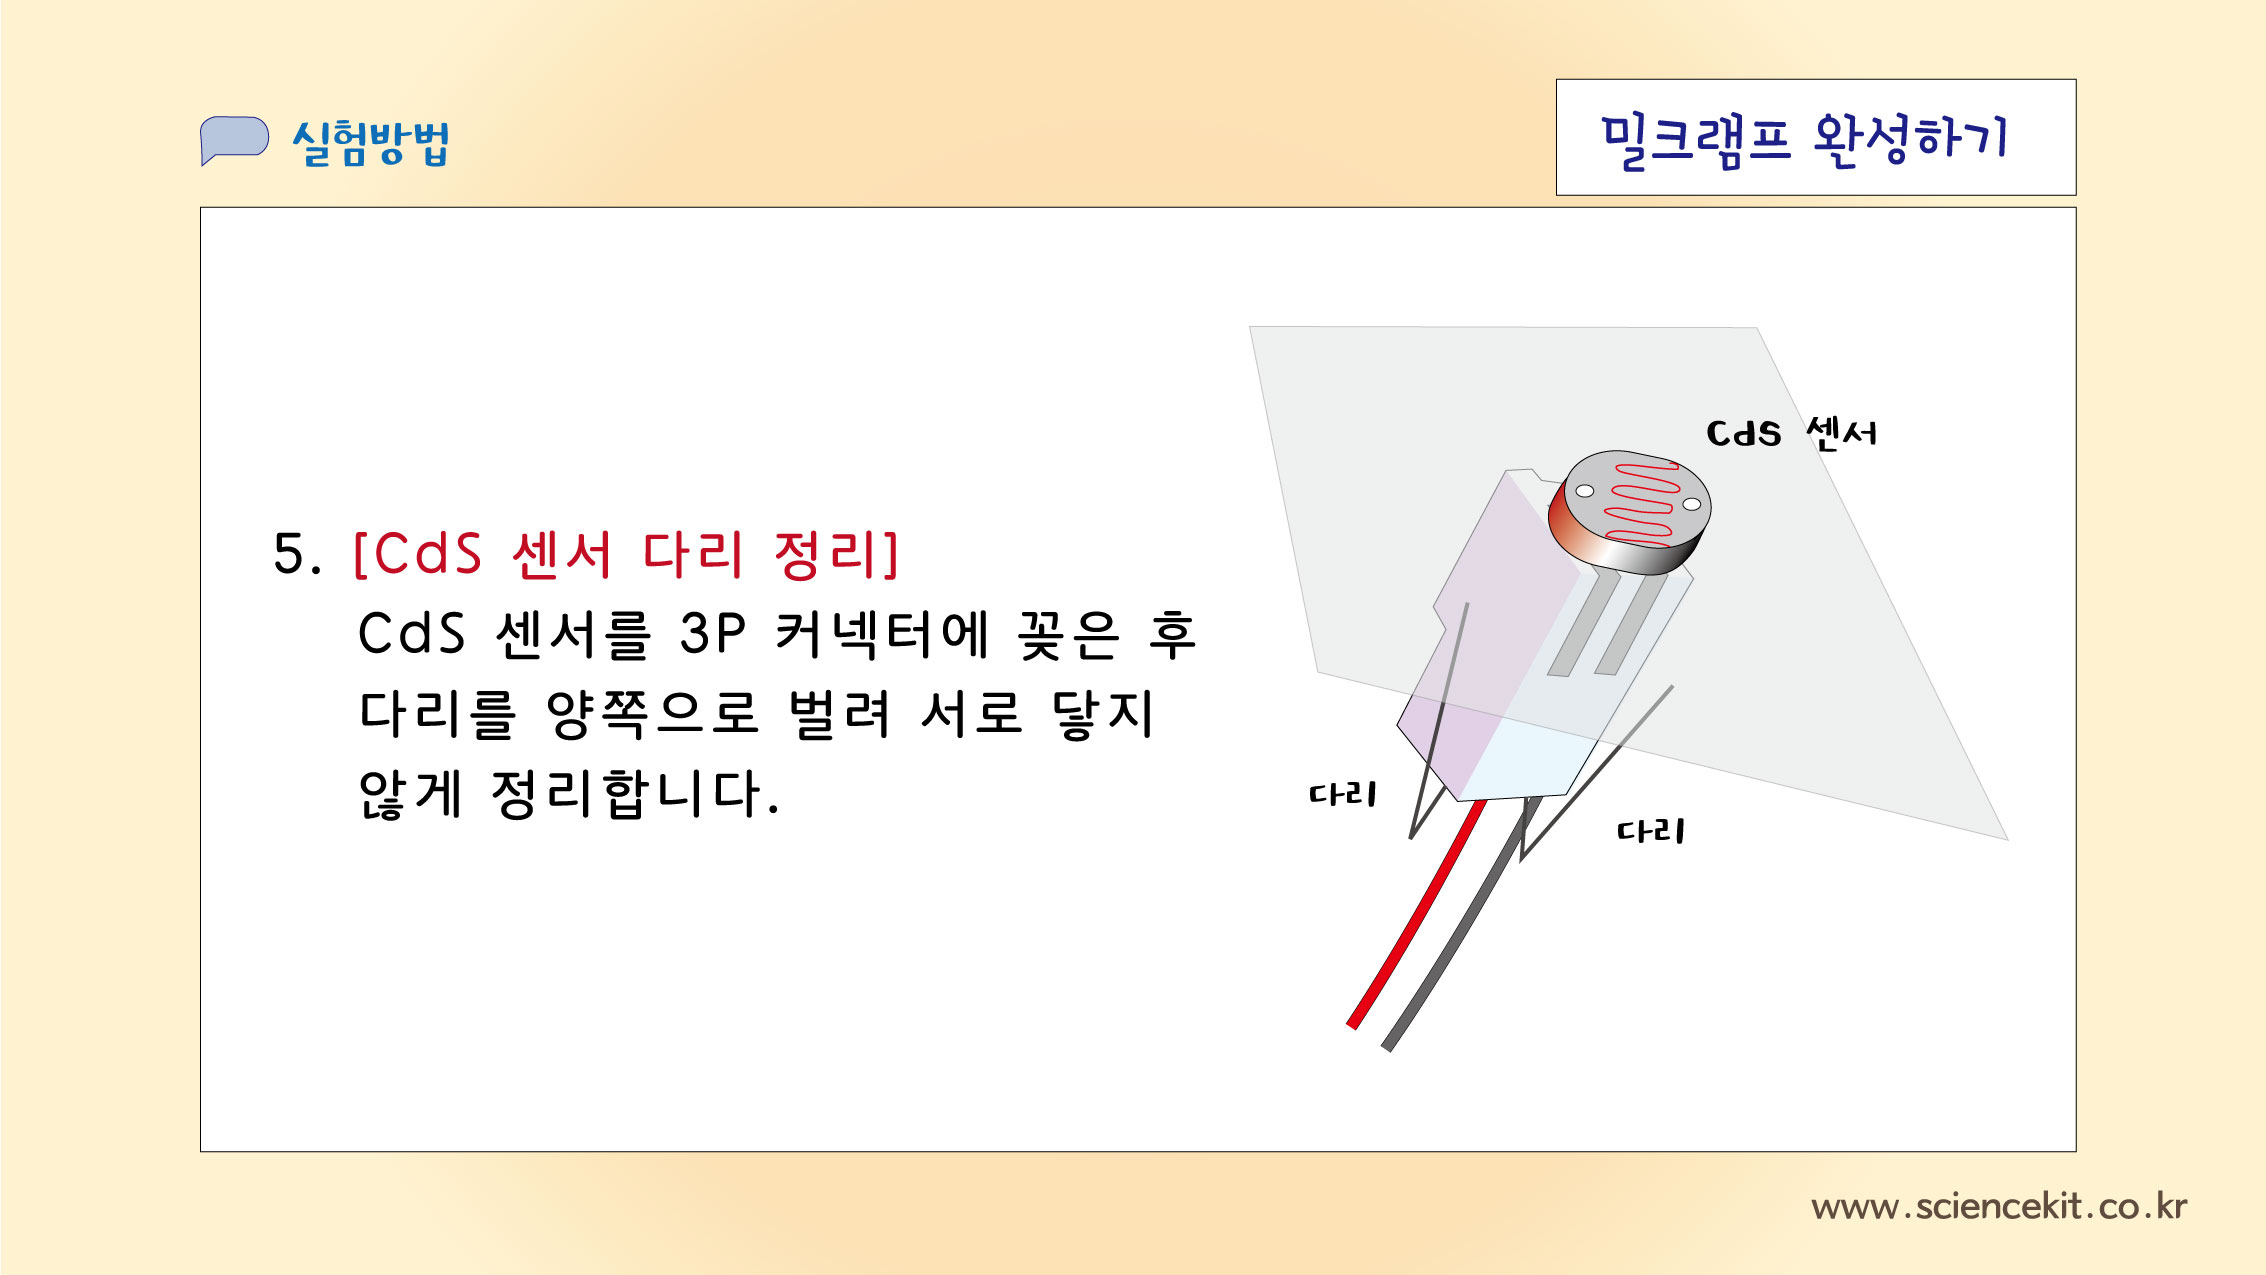 실험방법
밀크램프 완성하기
5. [CdS 센서 다리 정리]
CdS 센서를 3P 커넥터에 꽂은 후
다리를 양쪽으로 벌려 서로 닿지
않게 정리합니다.
CdS 센서
다리
다리
www.sciencekit.co.kr